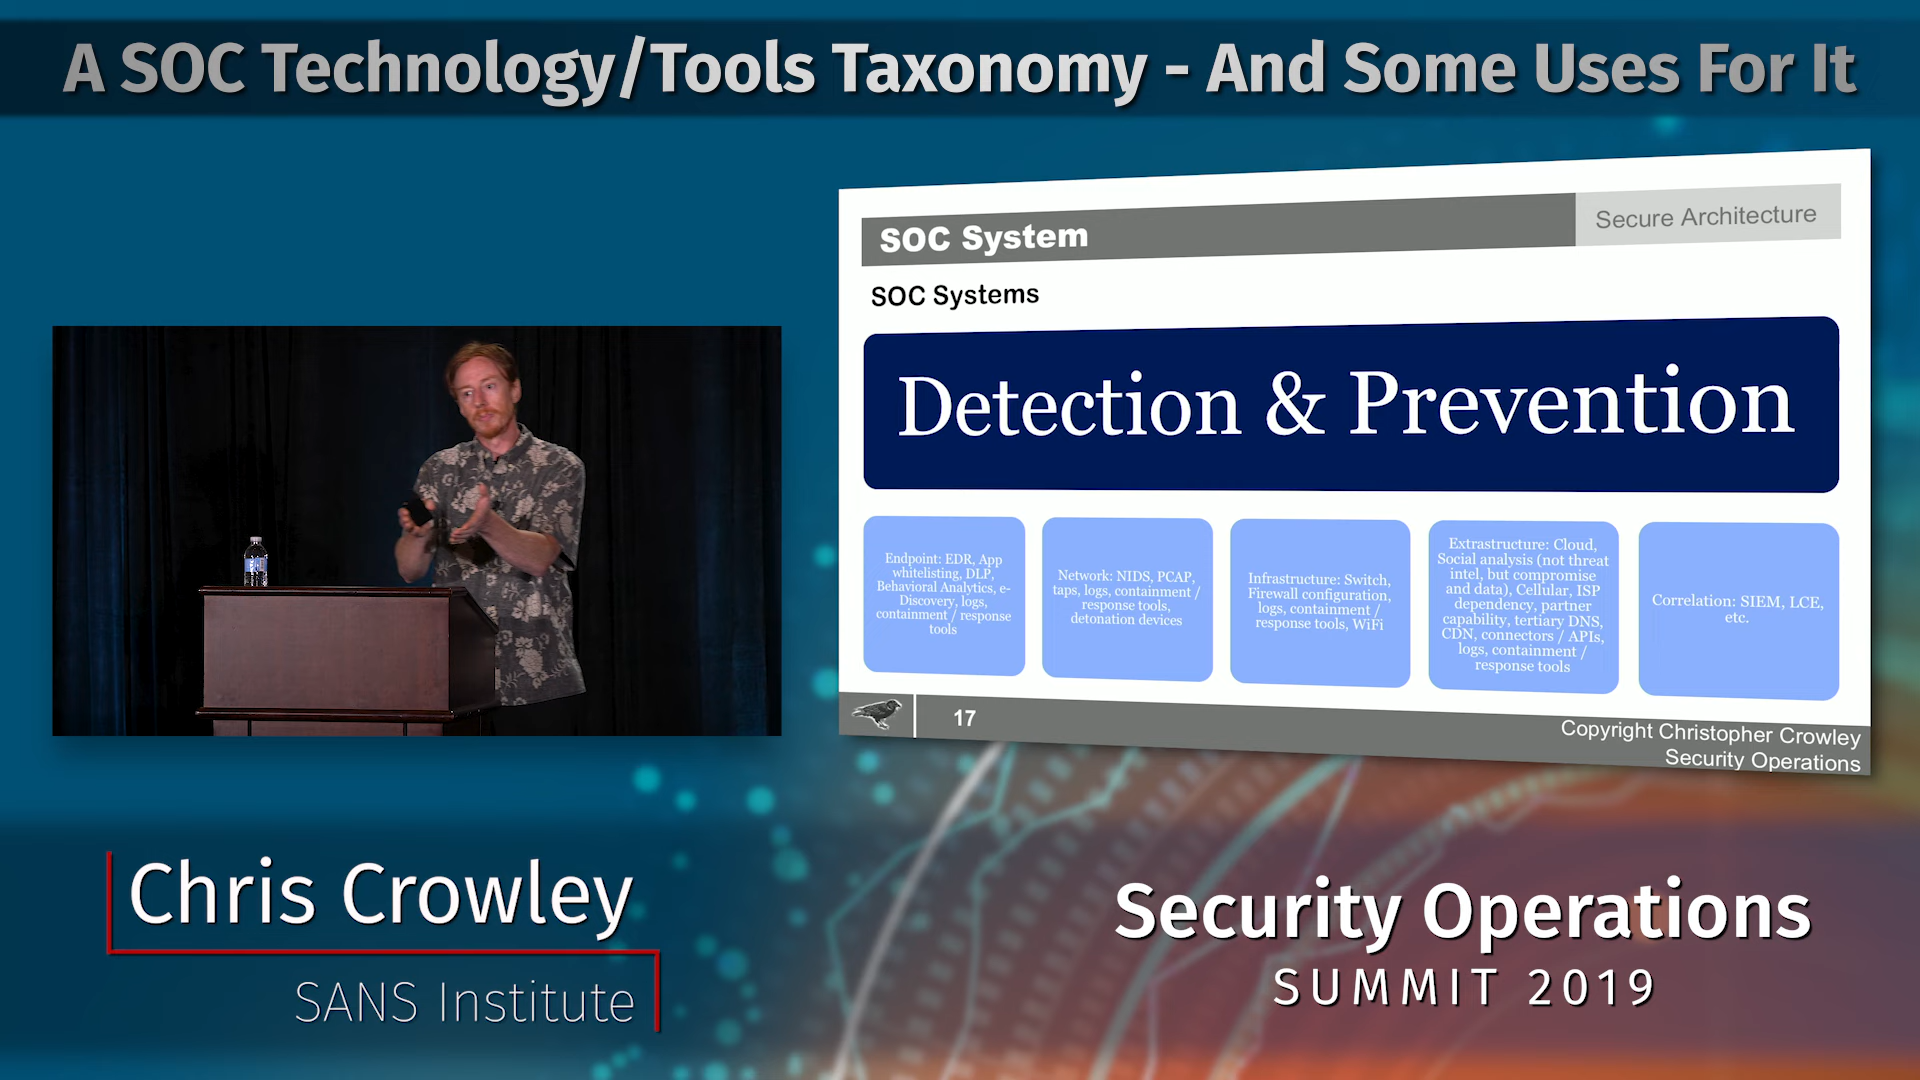 A SOC Technology/Tools Taxonomy - And Some Uses For It
SOC System
Secure Architecture
SOC Systems
Detection & Prevention
Endpoint: EDR, App
whitelisting, DLP,
Behavioral Analytics, e-
Discovery, logs,
containment / response
tools
Network: NIDS, PCAP,
taps, logs, containment /
response tools,
detonation devices
Infrastructure: Switch,
Firewall configuration,
logs, containment /
response tools, WiFi
Extrastructure: Cloud,
Social analysis (not threat
intel, but compromise
and data), Cellular, ISP
dependency, partner
capability, tertiary DNS,
CDN, connectors / APIs,
logs, containment /
response tools
Correlation: SIEM, LCE,
etc.
17
Copyright Christopher Crowley
Security Operations
Chris Crowley
SANS Institute
Security Operations
SUMMIT 2019